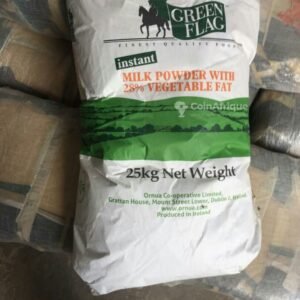 GREEN
FLAG
FINEST QUALITY FOODS
instant
MILK POWDER WITH
28% VEGETABLE FAT
CoinAfrique
25kg Net Weight
Ornua Co-operative Limited,
Grattan House, Mount Street Lower, Dublin 2, Ireland.
www.ornua.com
Produced in Ireland